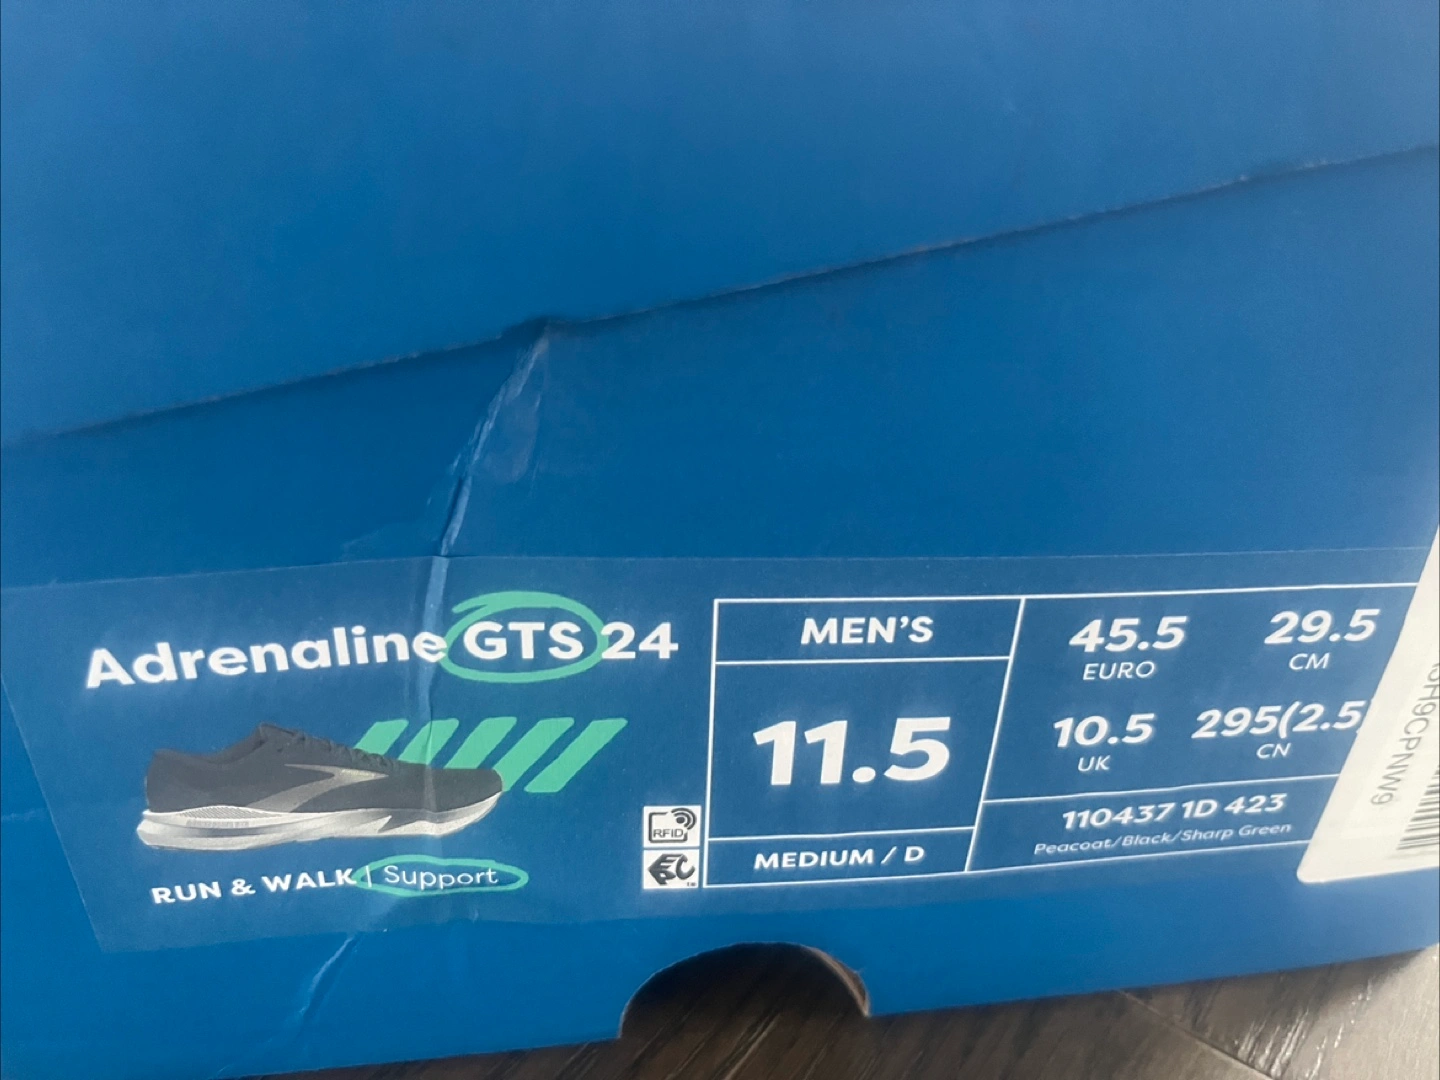 Adrenaline GTS 24
RUN & WALK | Support
RFID
MEN'S
11.5
MEDIUM / D
45.5
EURO
29.5
CM
10.5
UK
295(2.5)
CN
110437 1D 423
Peacoat/Black/Sharp Green